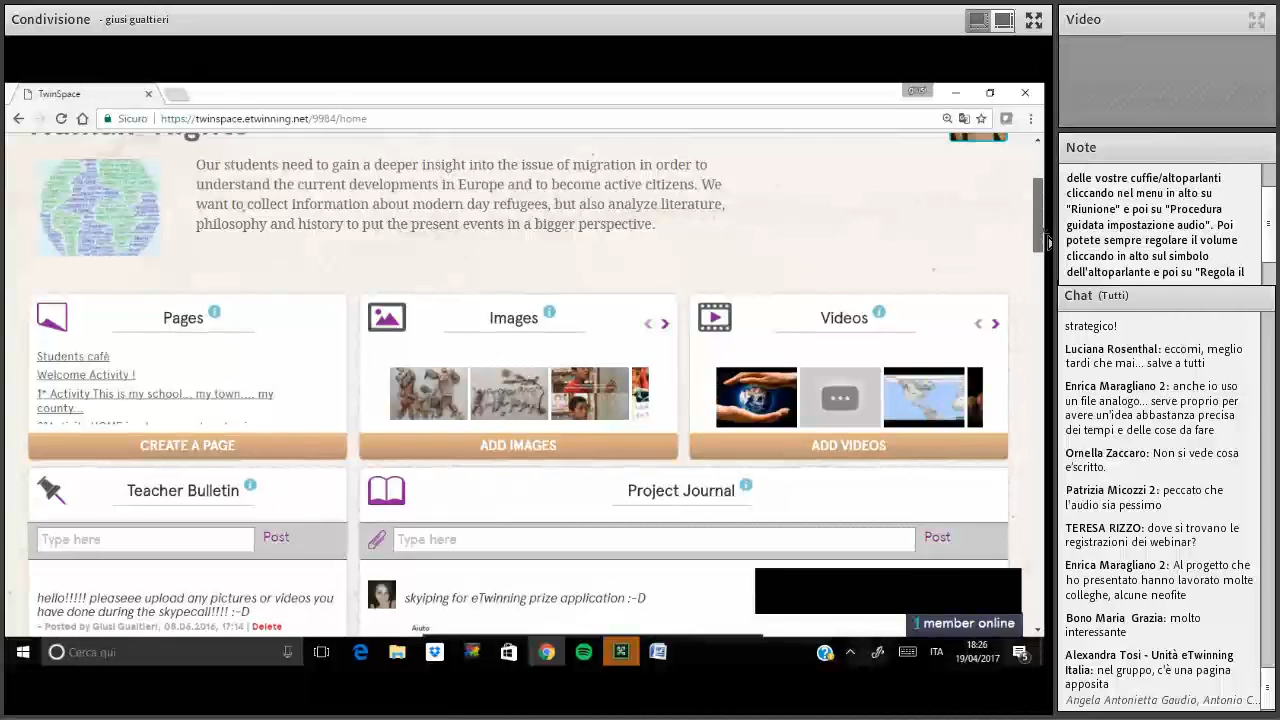 Condivisione - giusi gualtieri
TwinSpace
giusi
Sicuro https://twinspace.etwinning.net/9984/home
Our students need to gain a deeper insight into the issue of migration in order to
understand the current developments in Europe and to become active citizens. We
want to collect information about modern day refugees, but also analyze literature,
philosophy and history to put the present events in a bigger perspective.
Pages
Students cafè
Welcome Activity !
1° Activity This is my school... my town.... my
county...
CREATE A PAGE
Images
ADD IMAGES
Videos
ADD VIDEOS
Teacher Bulletin
Type here
Post
hello!!!!! pleaseee upload any pictures or videos you
have done during the skypecall!!!! :-D
- Posted by Giusi Gualtieri, 08.06.2016, 17:14 | Delete
Project Journal
Type here
Post
skyiping for eTwinning prize application :-D
Aiuto
1 member online
Cerca qui
ITA
18:26
19/04/2017
5
Video
Note
delle vostre cuffie/altoparlanti
cliccando nel menu in alto su
"Riunione" e poi su "Procedura
guidata impostazione audio". Poi
potete sempre regolare il volume
cliccando in alto sul simbolo
dell'altoparlante e poi su "Regola il
Chat (Tutti)
strategico!
Luciana Rosenthal: eccomi, meglio
tardi che mai... salve a tutti
Enrica Maragliano 2: anche io uso
un file analogo... serve proprio per
avere un'idea abbastanza precisa
dei tempi e delle cose da fare
Ornella Zaccaro: Non si vede cosa
e'scritto.
Patrizia Micozzi 2: peccato che
l'audio sia pessimo
TERESA RIZZO: dove si trovano le
registrazioni dei webinar?
Enrica Maragliano 2: Al progetto che
ho presentato hanno lavorato molte
colleghe, alcune neofite
Bono Maria Grazia: molto
interessante
Alexandra Tosi - Unità eTwinning
Italia: nel gruppo, c'è una pagina
apposita
Angela Antonietta Gaudio, Antonio C...